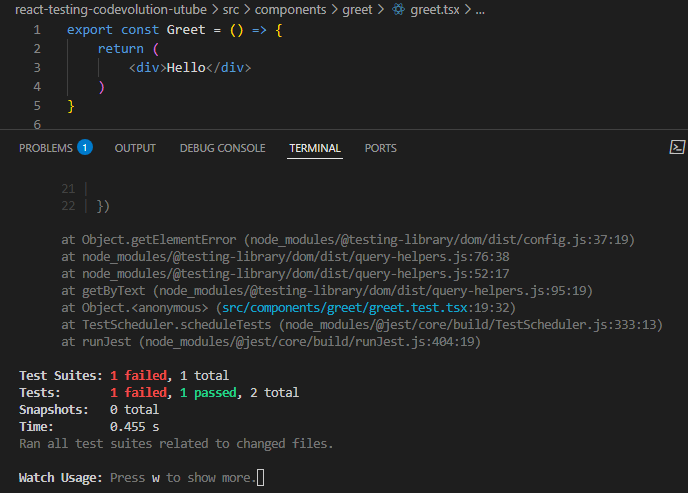 react-testing-codevolution-utube > src > components > greet > greet.tsx > ...
1 export const Greet = () => {
2 return (
3 <div>Hello</div>
4 )
5 }
6
PROBLEMS 1 OUTPUT DEBUG CONSOLE TERMINAL PORTS
21 |
22 | })
at Object.getElementError (node_modules/@testing-library/dom/dist/config.js:37:19)
at node_modules/@testing-library/dom/dist/query-helpers.js:76:38
at node_modules/@testing-library/dom/dist/query-helpers.js:52:17
at getByText (node_modules/@testing-library/dom/dist/query-helpers.js:95:19)
at Object.<anonymous> (src/components/greet/greet.test.tsx:19:32)
at TestScheduler.scheduleTests (node_modules/@jest/core/build/TestScheduler.js:333:13)
at runJest (node_modules/@jest/core/build/runJest.js:404:19)
Test Suites: 1 failed, 1 total
Tests: 1 failed, 1 passed, 2 total
Snapshots: 0 total
Time: 0.455 s
Ran all test suites related to changed files.
Watch Usage: Press w to show more.